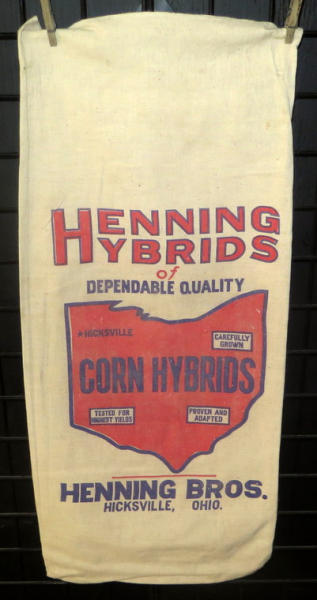 HENNING
HYBRIDS
of
DEPENDABLE QUALITY
★HICKSVILLE
CAREFULLY
GROWN
CORN HYBRIDS
TESTED FOR
HIGHEST YIELDS
PROVEN AND
ADAPTED
HENNING BROS.
HICKSVILLE, OHIO.